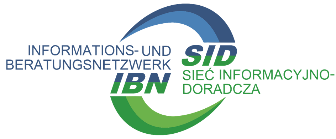 INFORMATIONS- UND
BERATUNGSNETZWERK
IBN
SID
SIEĆ INFORMACYJNO-
DORADCZA